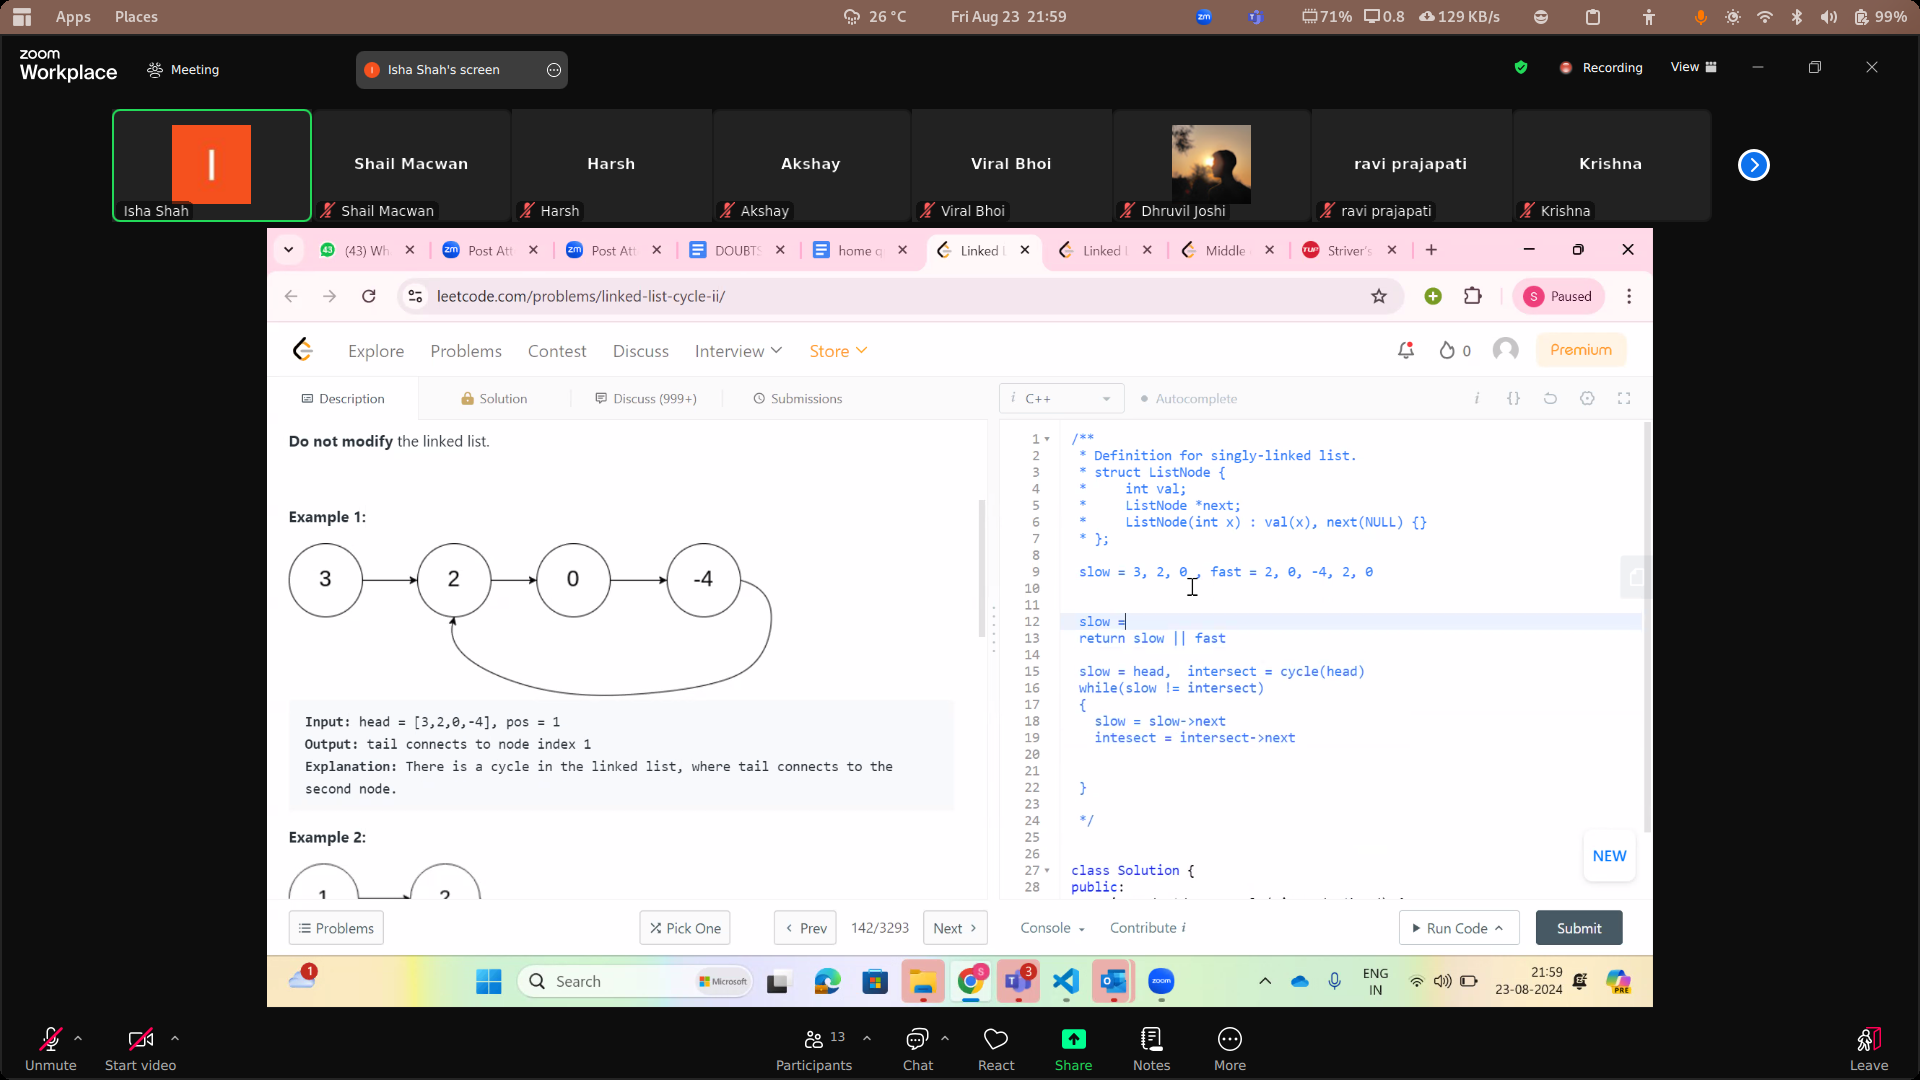 Apps Places 26 °C Fri Aug 23 21:59 zm 71% 0.8 129 KB/s 99%
zoom
Workplace Meeting Isha Shah's screen Recording View
I Shail Macwan Harsh Akshay Viral Bhoi ravi prajapati Krishna
Isha Shah Shail Macwan Harsh Akshay Viral Bhoi Dhruvil Joshi ravi prajapati Krishna
43 (43) Wh zm Post Att zm Post Att DOUBTS home q Linked L Linked Middle TUF Striver's
leetcode.com/problems/linked-list-cycle-ii/ S Paused
Explore Problems Contest Discuss Interview Store 0 Premium
Description Solution Discuss (999+) Submissions i C++ Autocomplete i {}
Do not modify the linked list.
Example 1:
3 2 0 -4
Input: head = [3,2,0,-4], pos = 1
Output: tail connects to node index 1
Explanation: There is a cycle in the linked list, where tail connects to the
second node.
Example 2:
1 2
1 /**
2 * Definition for singly-linked list.
3 * struct ListNode {
4 *     int val;
5 *     ListNode *next;
6 *     ListNode(int x) : val(x), next(NULL) {}
7 * };
8
9 slow = 3, 2, 0 , fast = 2, 0, -4, 2, 0
10
11
12 slow =
13 return slow || fast
14
15 slow = head,  intersect = cycle(head)
16 while(slow != intersect)
17 {
18   slow = slow->next
19   intesect = intersect->next
20
21
22 }
23
24 */
25
26
27 class Solution {
28 public:
NEW
Problems Pick One Prev 142/3293 Next Console Contribute i Run Code Submit
1 Search Microsoft S 3 zoom ENG IN 21:59 23-08-2024 PRE
Unmute Start video Participants 13 Chat React Share Notes More Leave